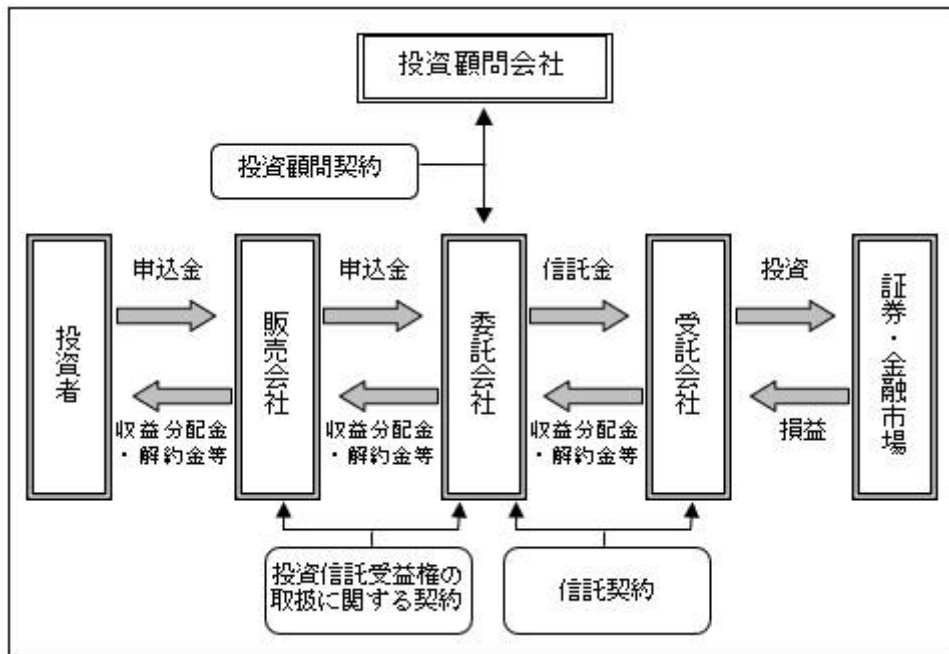 投資顧問会社
投資顧問契約
申込金
申込金
信託金
投資
投資者
販売会社
委託会社
受託会社
証券・金融市場
収益分配金
・解約金等
収益分配金
・解約金等
収益分配金
・解約金等
損益
投資信託受益権の
取扱に関する契約
信託契約